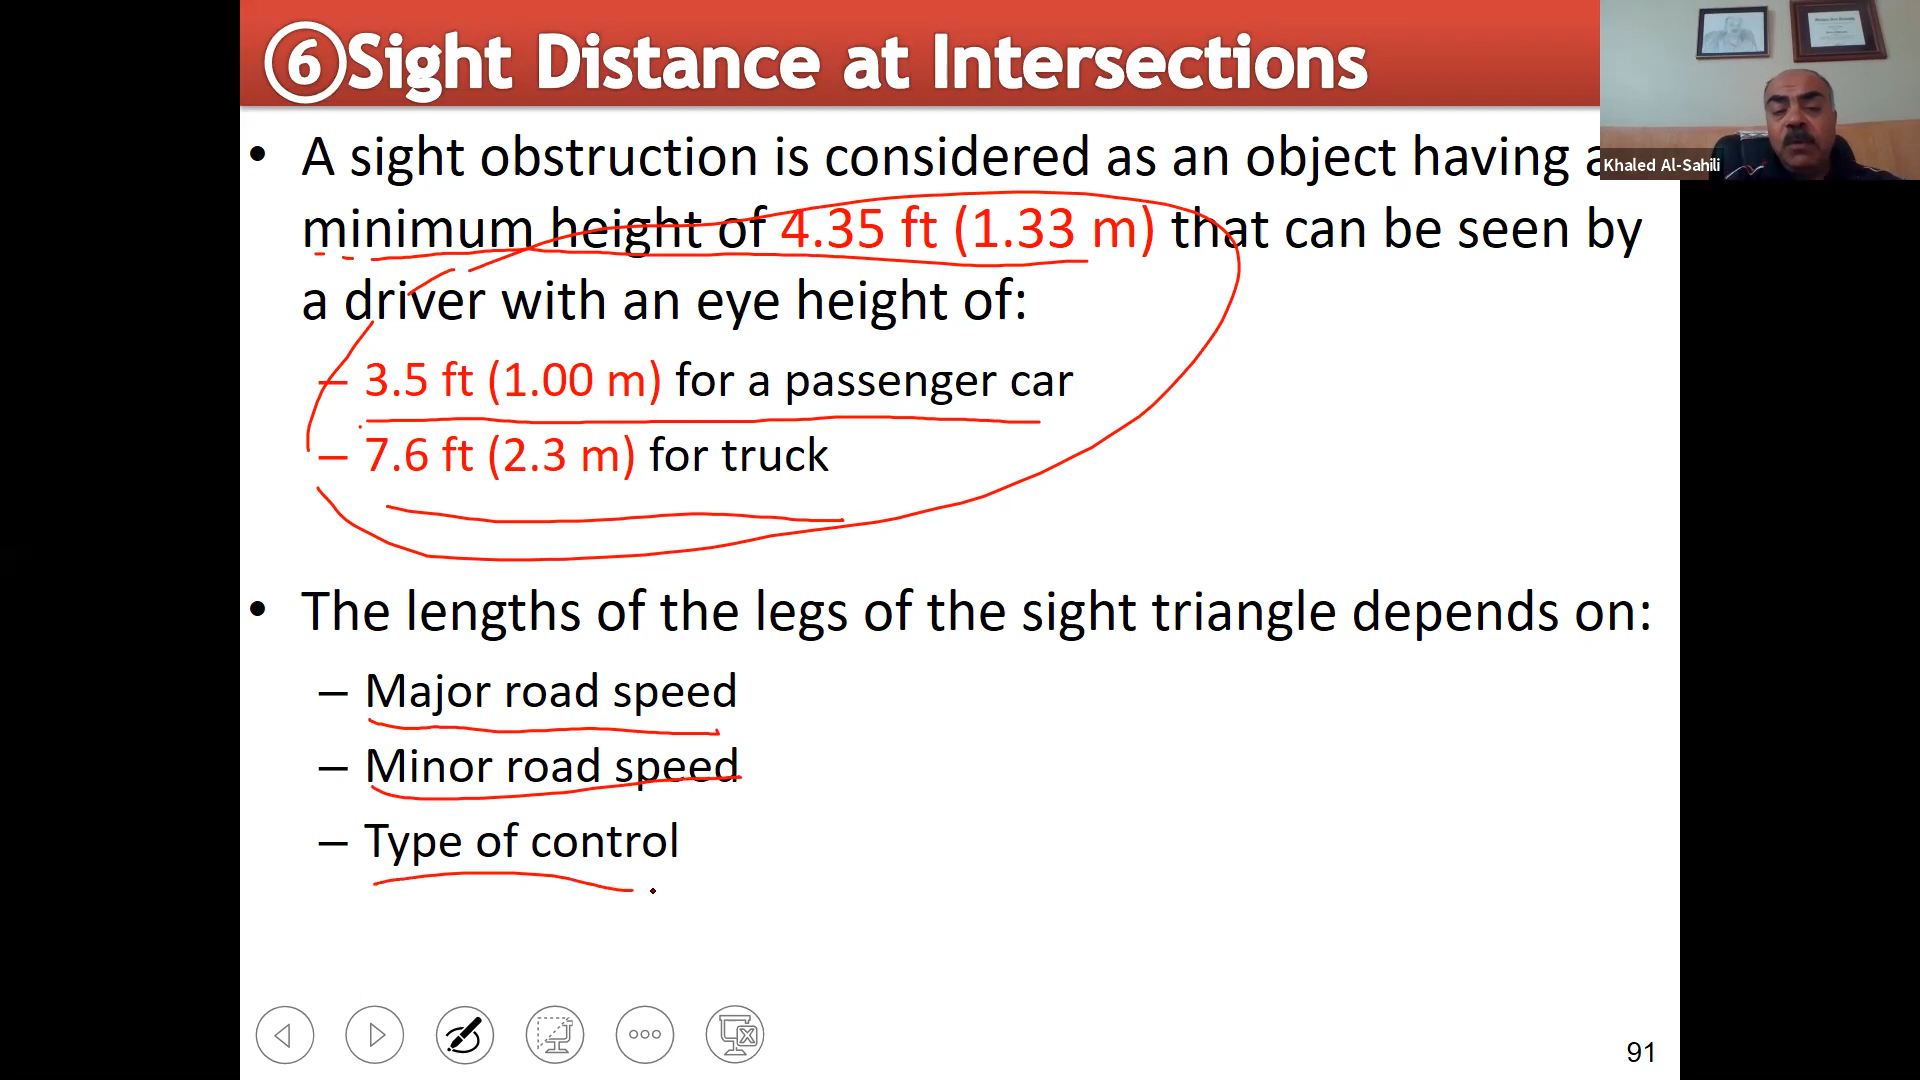 ⑥Sight Distance at Intersections
• A sight obstruction is considered as an object having a
minimum height of 4.35 ft (1.33 m) that can be seen by
a driver with an eye height of:
– 3.5 ft (1.00 m) for a passenger car
– 7.6 ft (2.3 m) for truck
• The lengths of the legs of the sight triangle depends on:
– Major road speed
– Minor road speed
– Type of control
91
Khaled Al-Sahili